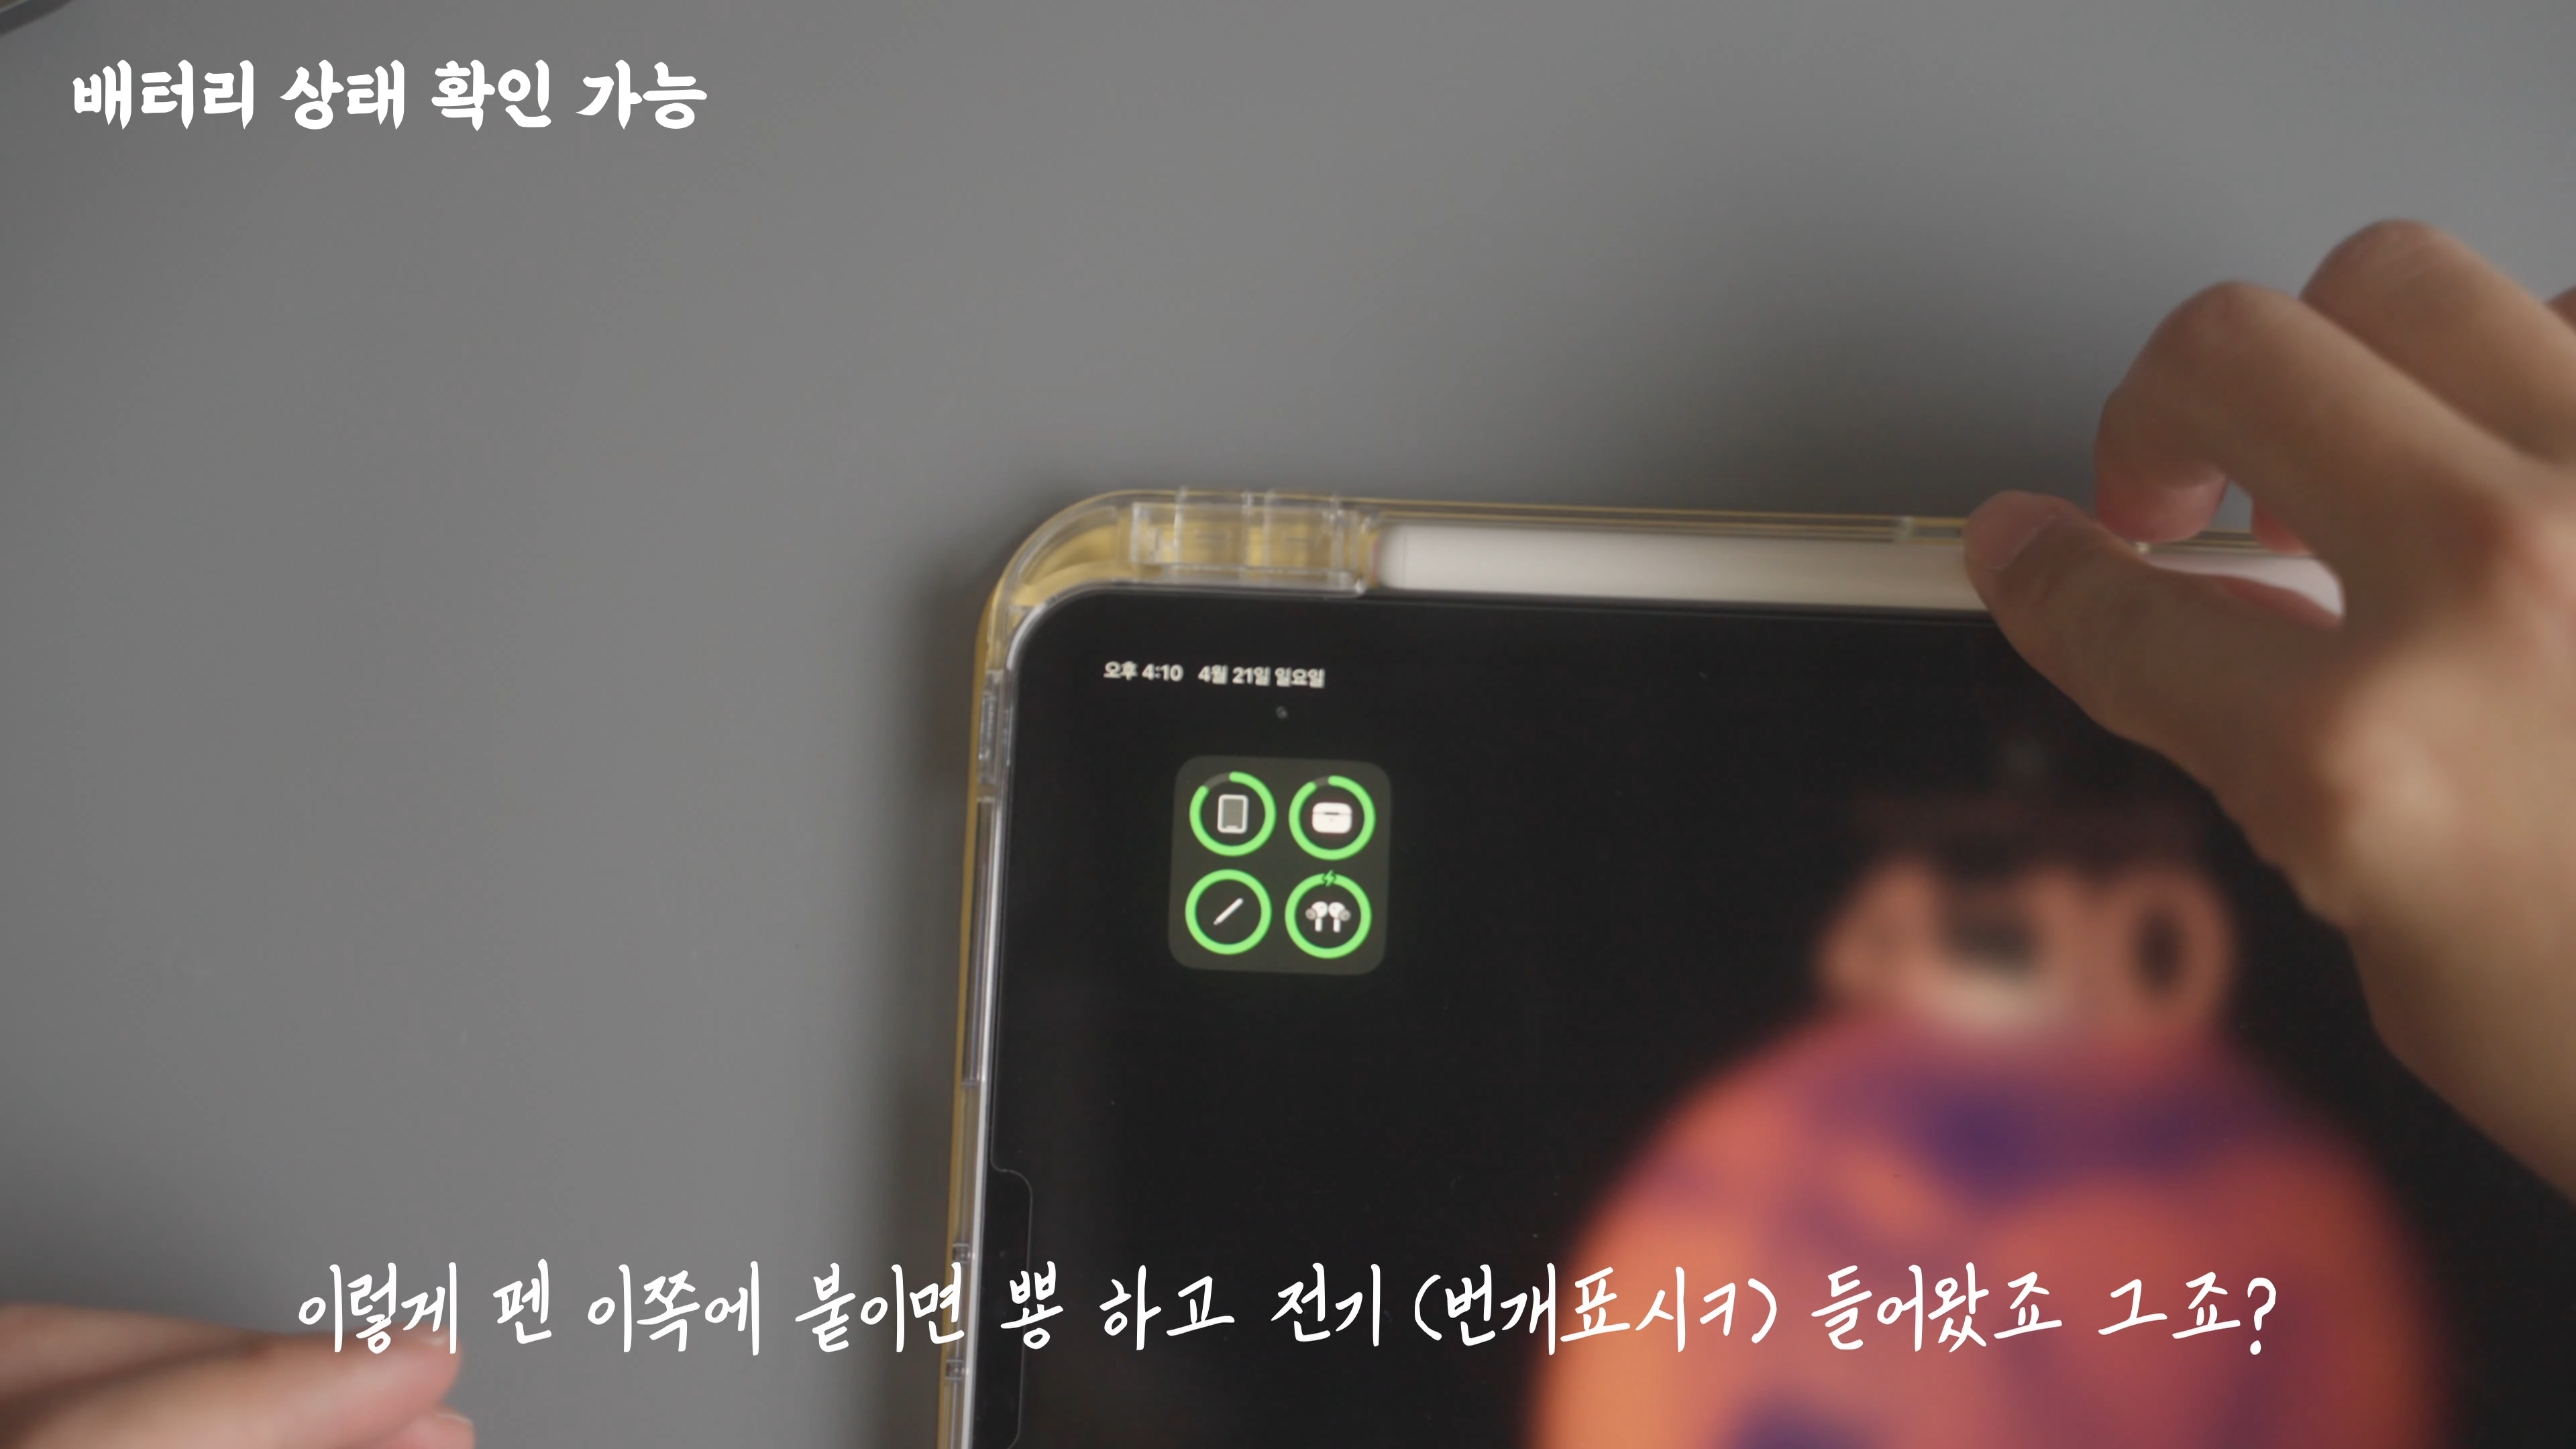 배터리 상태 확인 가능
오후 4:10 4월 21일 일요일
이렇게 펜 이쪽에 붙이면 뿅 하고 전기 (번개표시ㅋ) 들어왔죠 그죠?